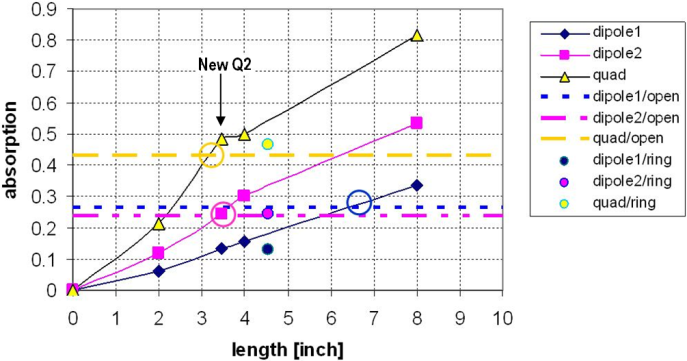 0.9
0.8
0.7
0.6
0.5
0.4
0.3
0.2
0.1
0
absorption
New Q2
0 1 2 3 4 5 6 7 8 9 10
length [inch]
dipole1
dipole2
quad
dipole1/open
dipole2/open
quad/open
dipole1/ring
dipole2/ring
quad/ring